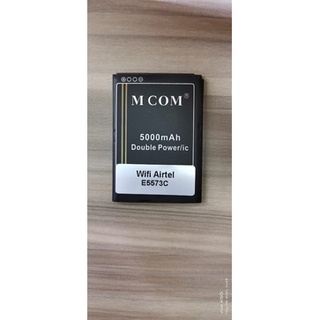 M COM®
5000mAh
Double Power/ic
Wifi Airtel
E5573C